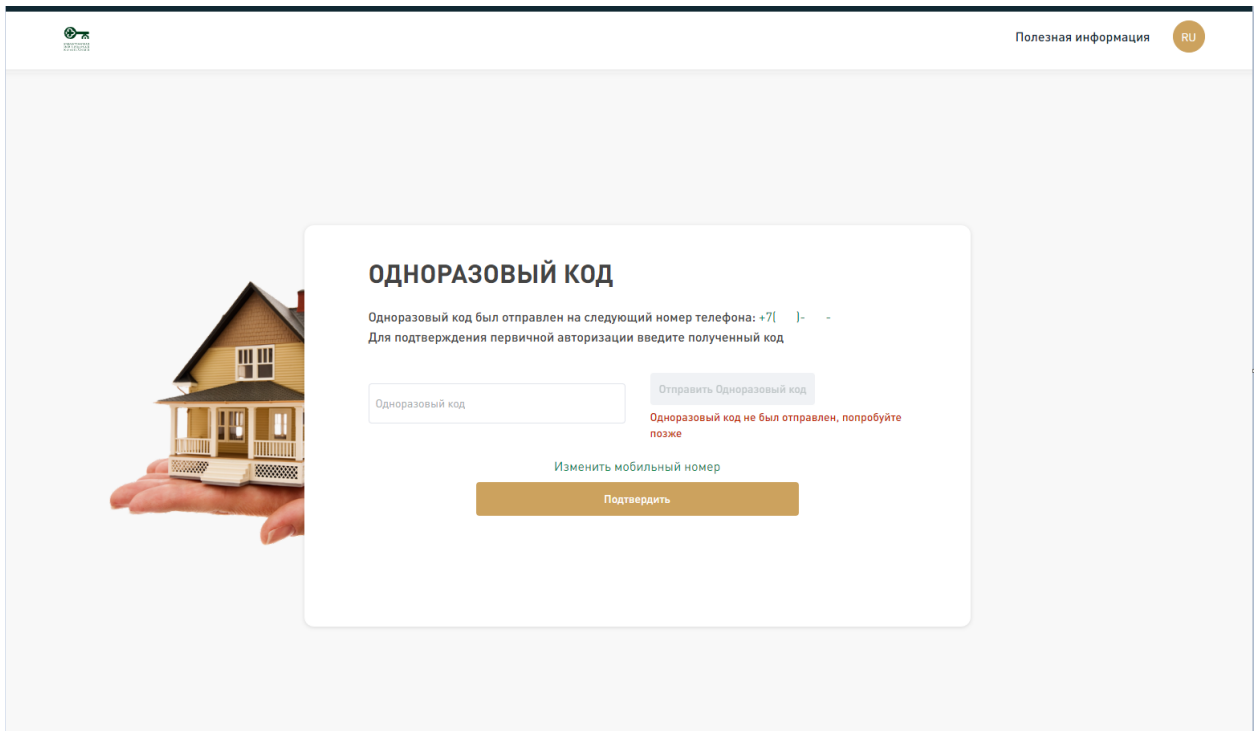 Полезная информация
RU
ОДНОРАЗОВЫЙ КОД
Одноразовый код был отправлен на следующий номер телефона: +7( )- -
Для подтверждения первичной авторизации введите полученный код
Одноразовый код
Отправить Одноразовый код
Одноразовый код не был отправлен, попробуйте
позже
Изменить мобильный номер
Подтвердить